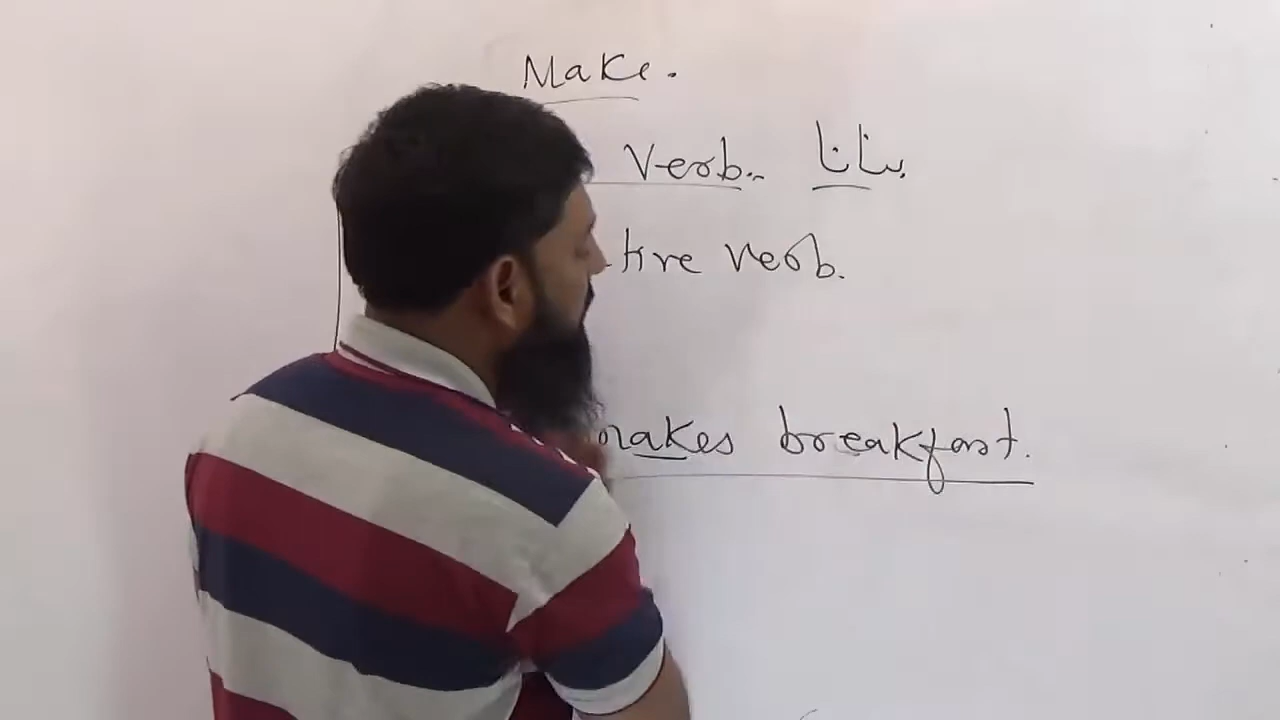 Make.
Verb.. بنانا
tive verb.
makes breakfast.